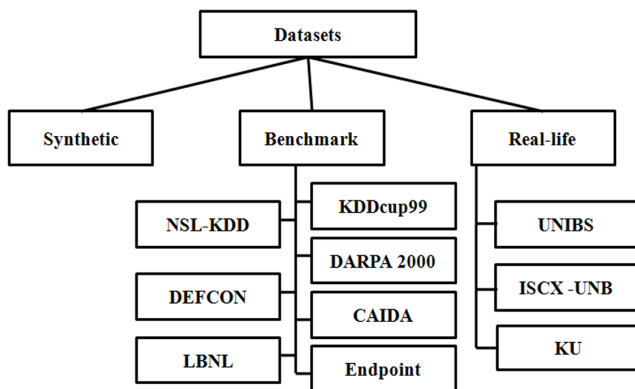 Datasets
Synthetic
Benchmark
Real-life
KDDcup99
NSL-KDD
UNIBS
DARPA 2000
DEFCON
ISCX -UNB
CAIDA
LBNL
KU
Endpoint